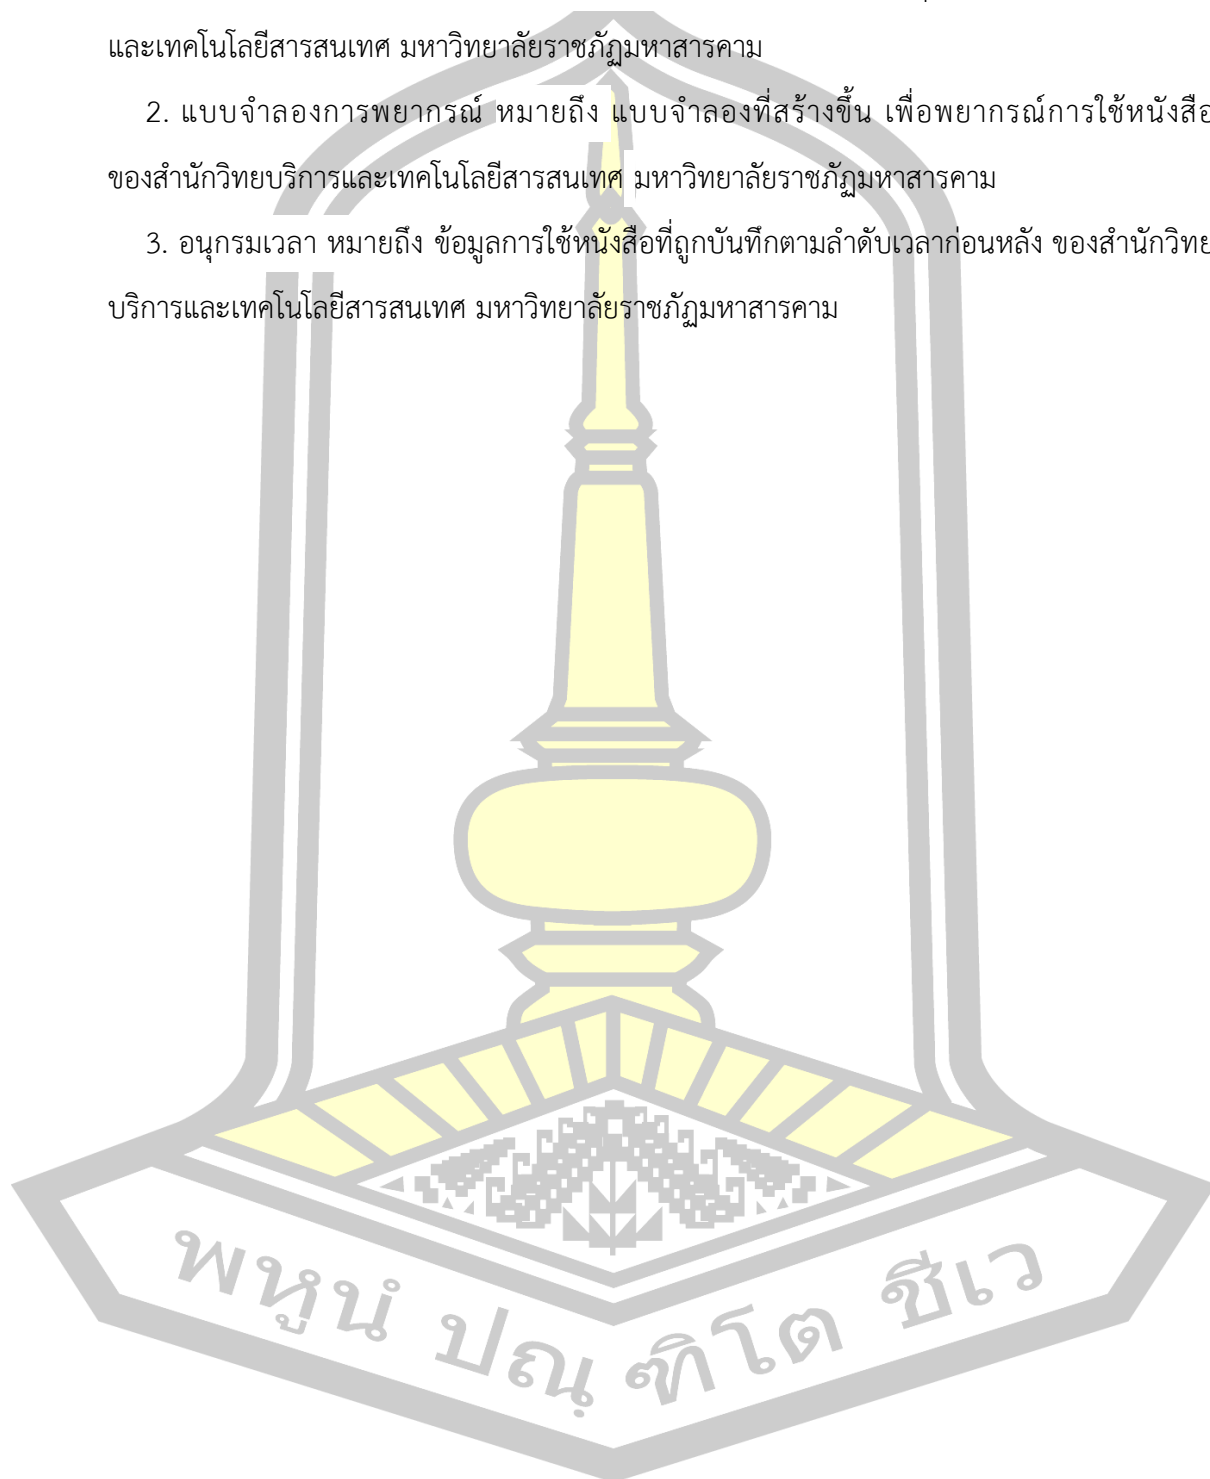 และเทคโนโลยีสารสนเทศ มหาวิทยาลัยราชภัฏมหาสารคาม
2. แบบจำลองการพยากรณ์ หมายถึง แบบจำลองที่สร้างขึ้น เพื่อพยากรณ์การใช้หนังสือ
ของสำนักวิทยบริการและเทคโนโลยีสารสนเทศ มหาวิทยาลัยราชภัฏมหาสารคาม
3. อนุกรมเวลา หมายถึง ข้อมูลการใช้หนังสือที่ถูกบันทึกตามลำดับเวลาก่อนหลัง ของสำนักวิทย
บริการและเทคโนโลยีสารสนเทศ มหาวิทยาลัยราชภัฏมหาสารคาม
พหูนํ ปณฺฑิโต ชีเว